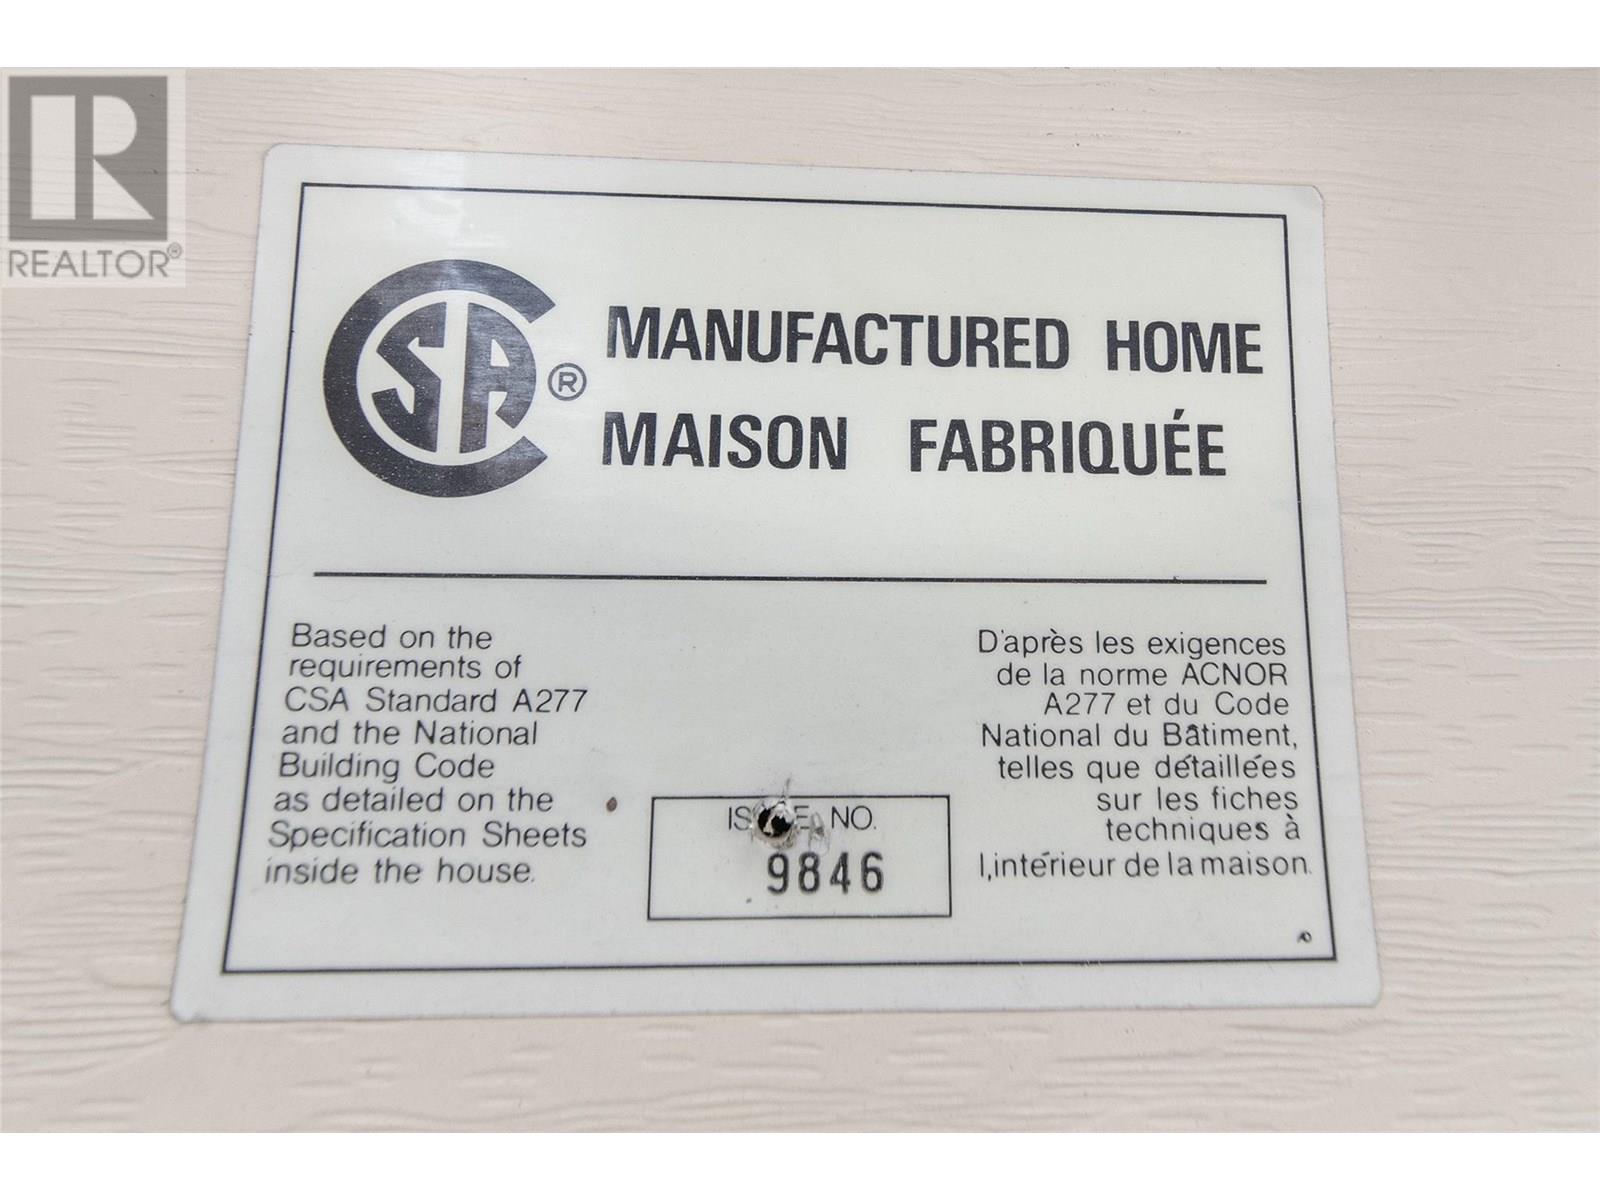 REALTOR®
CSA ®
MANUFACTURED HOME
MAISON FABRIQUÉE
Based on the
requirements of
CSA Standard A277
and the National
Building Code
as detailed on the
Specification Sheets
inside the house.
D'après les exigences
de la norme ACNOR
A277 et du Code
National du Bâtiment,
telles que détaillées
sur les fiches
techniques à
l,intérieur de la maison.
NO.
9846